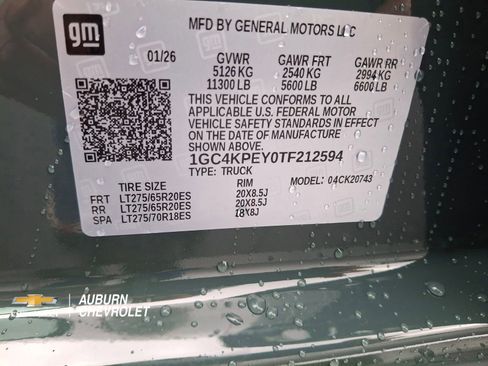 gm
MFD BY GENERAL MOTORS LLC
01/26 GVWR GAWR FRT GAWR RR
5126 KG 2540 KG 2994 KG
11300 LB 5600 LB 6600 LB
THIS VEHICLE CONFORMS TO ALL
APPLICABLE U.S. FEDERAL MOTOR
VEHICLE SAFETY STANDARDS IN EFFECT
ON THE DATE OF MANUFACTURE
SHOWN ABOVE.
1GC4KPEY0TF212594
TYPE: TRUCK MODEL: 04CK20743
TIRE SIZE RIM
FRT LT275/65R20ES 20X8.5J
RR LT275/65R20ES 20X8.5J
SPA LT275/70R18ES 18X8J
AUBURN
CHEVROLET